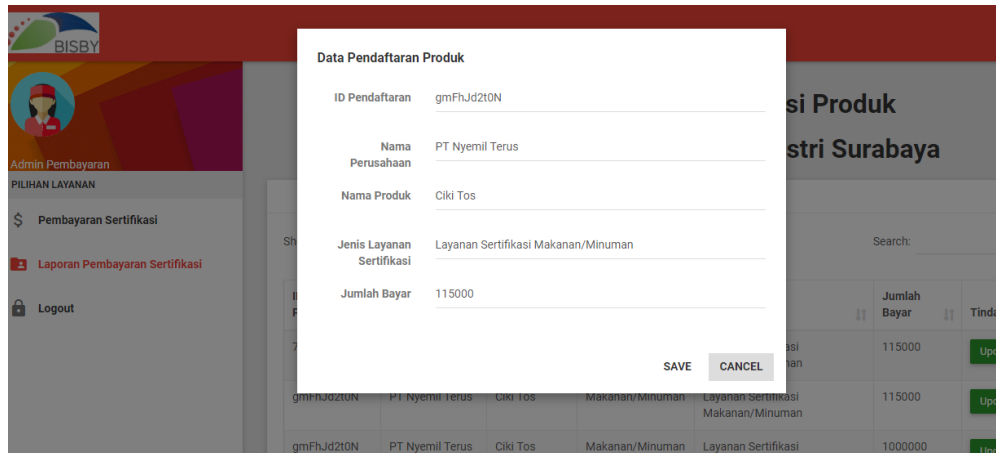 BISBY
Admin Pembayaran
PILIHAN LAYANAN
Pembayaran Sertifikasi
Laporan Pembayaran Sertifikasi
Logout
Data Pendaftaran Produk
ID Pendaftaran gmFhJd2t0N
Nama Perusahaan PT Nyemil Terus
Nama Produk Ciki Tos
Jenis Layanan Sertifikasi Layanan Sertifikasi Makanan/Minuman
Jumlah Bayar 115000
SAVE CANCEL
si Produk
stri Surabaya
Search:
Jumlah Bayar
115000
gmFhJd2t0N PT Nyemil Terus Ciki Tos Makanan/Minuman Layanan Sertifikasi Makanan/Minuman 115000
gmFhJd2t0N PT Nyemil Terus Ciki Tos Makanan/Minuman Layanan Sertifikasi 1000000